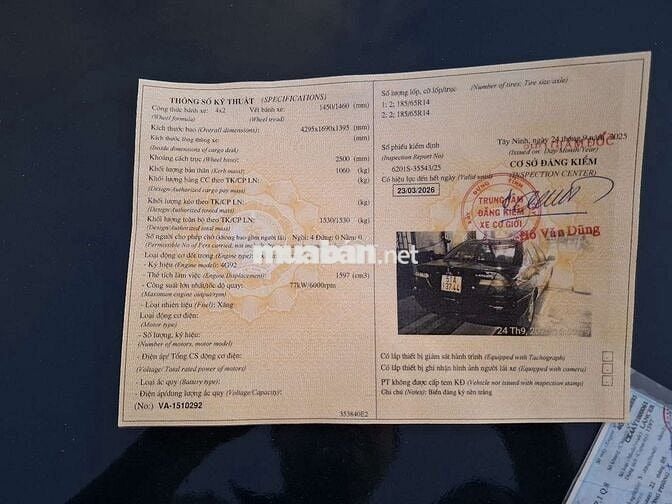 THÔNG SỐ KỸ THUẬT (SPECIFICATIONS)
Công thức bánh xe: 4x2 Vết bánh xe: 1450/1460 (mm)
(Wheel formula) (Wheel tread)
Kích thước bao (Overall dimensions): 4295x1690x1395 (mm)
Kích thước lòng thùng xe: (mm)
(Inside dimensions of cargo deck)
Khoảng cách trục (Wheel base): 2500 (mm)
Khối lượng bản thân (Kerb mass): 1060 (kg)
Khối lượng hàng CC theo TK/CP LN: (kg)
(Design/Authorized cargo pay mass)
Khối lượng kéo theo TK/CP LN: (kg)
(Design/Authorized towed mass)
Khối lượng toàn bộ theo TK/CP LN: 1530/1530 (kg)
(Design/Authorized total mass)
Số người cho phép chở (không bao gồm người lái) Ngồi: 4 Đứng: 0 Nằm: 0
(Permissible No of Pers carried, not
Loại động cơ đốt trong (Engine type):
- Ký hiệu (Engine model): 4G92
- Thể tích làm việc (Engine Displacement): 1597 (cm3)
- Công suất lớn nhất/tốc độ quay: 77kW/6000rpm
(Maximum engine output/rpm)
- Loại nhiên liệu (Fuel): Xăng
Loại động cơ điện:
(Motor type)
- Số lượng, ký hiệu:
(Number of motors, motor model)
- Điện áp/ Tổng CS động cơ điện:
(Voltage/ Total rated power of motors)
- Loại ắc quy (Battery type):
- Điện áp/dung lượng ắc quy (Voltage/Capacity):
(No:) VA-1510292
353840E2
Số lượng lốp, cỡ lốp/trục (Number of tires; Tire size/axle)
1: 2; 185/65R14
2: 2; 185/65R14
Số phiếu kiểm định
(Inspection Report No)
6201S-35543/25
Có hiệu lực đến hết ngày (Valid until)
23/03/2026
Tây Ninh, ngày 24 tháng 9 năm 2025
(Issued on: Day/Month/Year)
GIÁM ĐỐC
CƠ SỞ ĐĂNG KIỂM
(INSPECTION CENTER)
TRUNG TÂM
ĐĂNG KIỂM
XE CƠ GIỚI
Hồ Văn Dũng
muaban.net
24 Th9, 2025
Có lắp thiết bị giám sát hành trình (Equipped with Tachograph)
Có lắp thiết bị ghi nhận hình ảnh người lái xe (Equipped with camera)
PT không được cấp tem KĐ (Vehicle not issued with inspection stamp)
Ghi chú (Notes): Biển đăng ký nền trắng